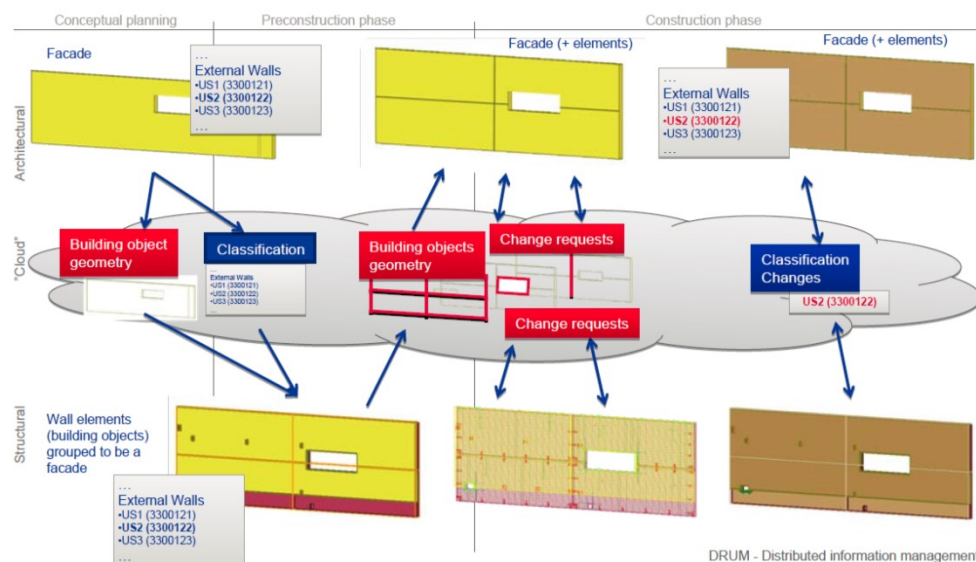 Conceptual planning
Preconstruction phase
Construction phase
Architectural
Facade
...
External Walls
•US1 (3300121)
•US2 (3300122)
•US3 (3300123)
...
Facade (+ elements)
Facade (+ elements)
...
External Walls
•US1 (3300121)
•US2 (3300122)
•US3 (3300123)
...
"Cloud"
Building object
geometry
Classification
...
External Walls
•US1 (3300121)
•US2 (3300122)
•US3 (3300123)
...
Building objects
geometry
Change requests
Change requests
Classification
Changes
US2 (3300122)
Structural
Wall elements
(building objects)
grouped to be a
facade
...
External Walls
•US1 (3300121)
•US2 (3300122)
•US3 (3300123)
...
DRUM - Distributed information management